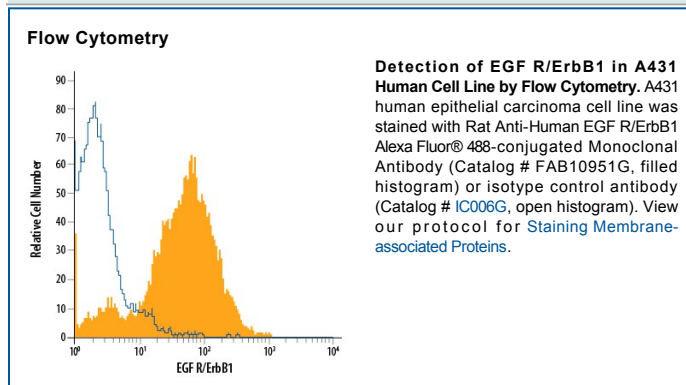 Flow Cytometry
90
80
70
60
50
40
30
20
10
0
Relative Cell Number
10⁰ 10¹ 10² 10³ 10⁴
EGF R/ErbB1
Detection of EGF R/ErbB1 in A431
Human Cell Line by Flow Cytometry. A431
human epithelial carcinoma cell line was
stained with Rat Anti-Human EGF R/ErbB1
Alexa Fluor® 488-conjugated Monoclonal
Antibody (Catalog # FAB10951G, filled
histogram) or isotype control antibody
(Catalog # IC006G, open histogram). View
our protocol for Staining Membrane-
associated Proteins.